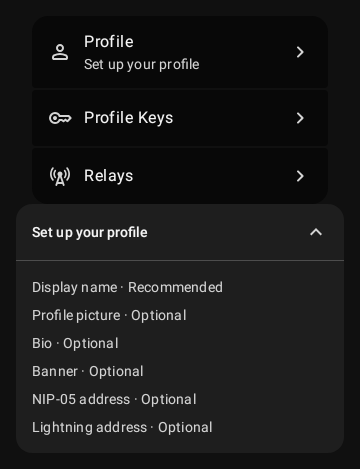 Profile
Set up your profile
Profile Keys
Relays
Set up your profile
Display name · Recommended
Profile picture · Optional
Bio · Optional
Banner · Optional
NIP-05 address · Optional
Lightning address · Optional